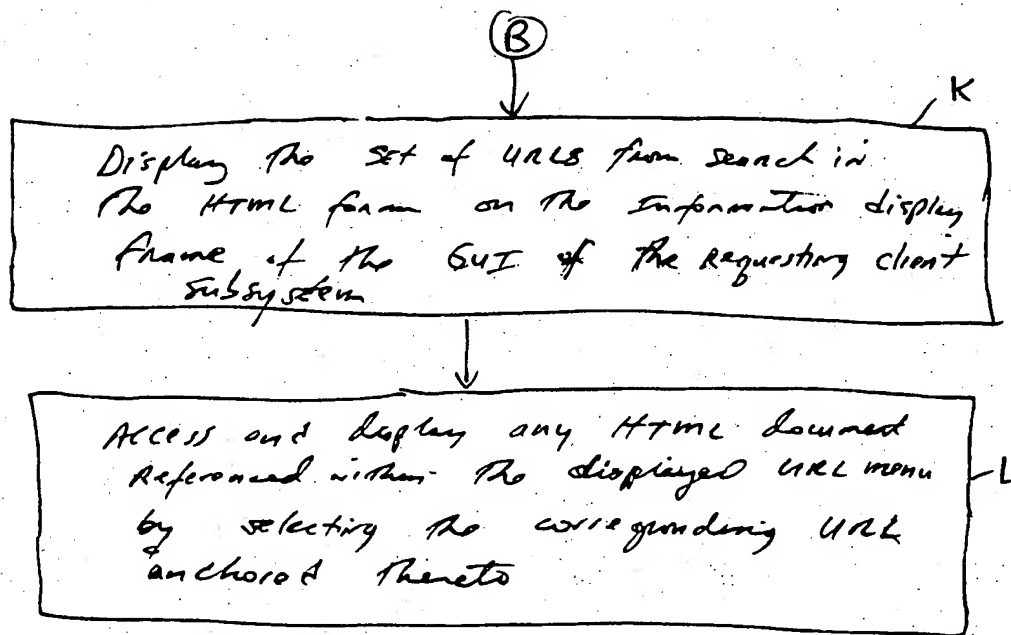 B
K
Display the set of URLs from search in
the HTML form on the Information display
frame of the GUI of the Requesting client
subsystem
Access and display any HTML document
Referenced within the displayed URL menu
L
by selecting the corresponding URL
anchored thereto